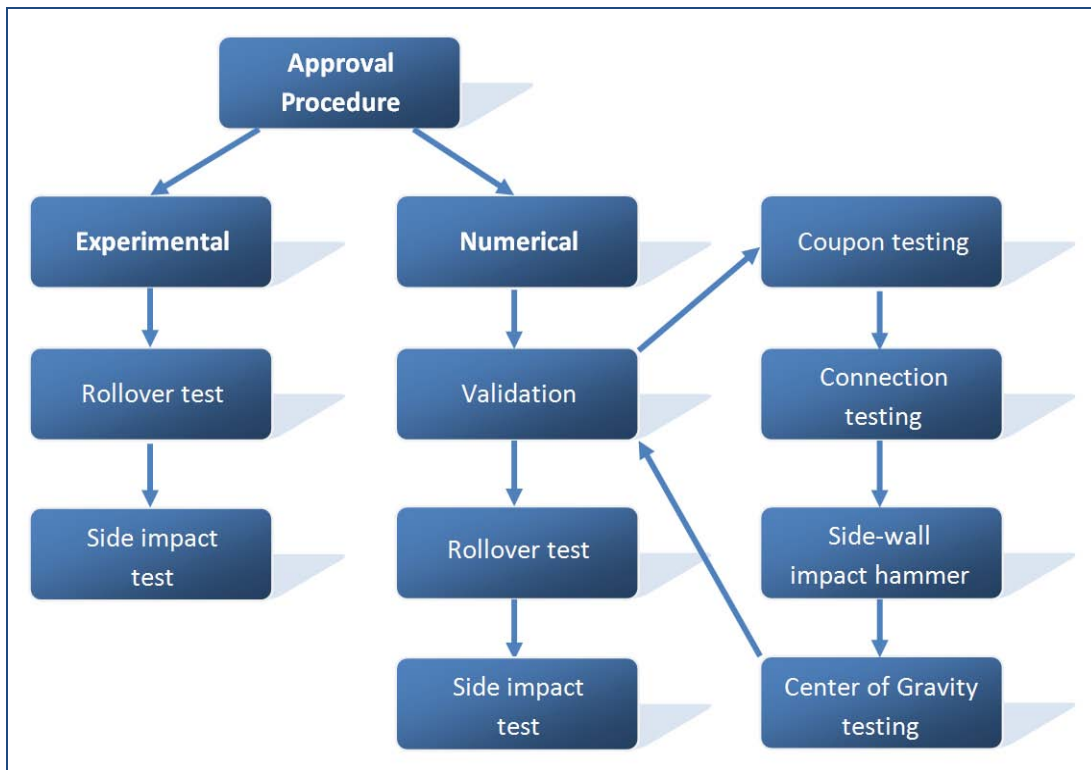 Approval
Procedure
Experimental
Numerical
Coupon testing
Rollover test
Validation
Connection
testing
Side impact
test
Rollover test
Side-wall
impact hammer
Side impact
test
Center of Gravity
testing